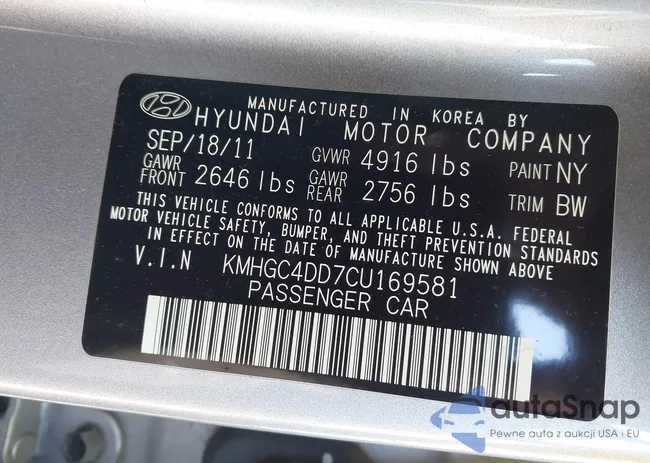 MANUFACTURED IN KOREA BY
HYUNDAI MOTOR COMPANY
SEP/18/11 GVWR 4916 lbs PAINT NY
GAWR FRONT 2646 lbs GAWR REAR 2756 lbs TRIM BW
THIS VEHICLE CONFORMS TO ALL APPLICABLE U.S.A. FEDERAL
MOTOR VEHICLE SAFETY, BUMPER, AND THEFT PREVENTION STANDARDS
IN EFFECT ON THE DATE OF MANUFACTURE SHOWN ABOVE
V.I.N KMHGC4DD7CU169581
PASSENGER CAR
autaSnap
Pewne auta z aukcji USA i EU